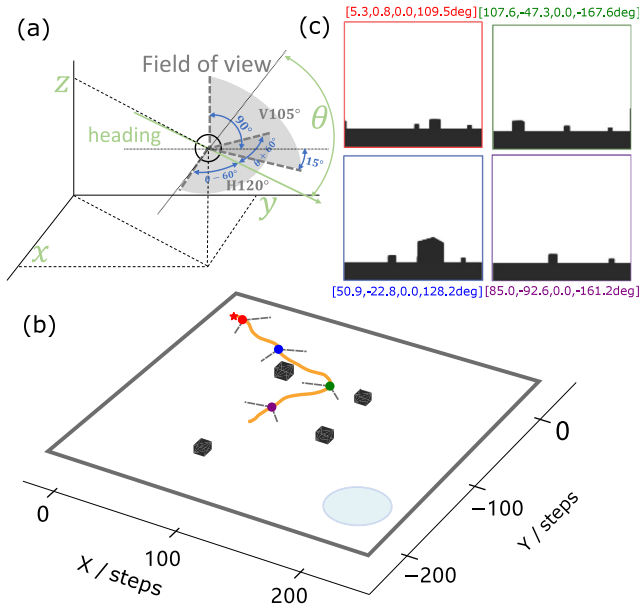 (a)
Field of view
z
V105°
90°
θ
heading
θ + 60°
15°
θ − 60°
H120°
y
x
(c)
[5.3,0.8,0.0,109.5deg]
[107.6,-47.3,0.0,-167.6deg]
[50.9,-22.8,0.0,128.2deg]
[85.0,-92.6,0.0,-161.2deg]
(b)
0
100
200
X / steps
0
−100
−200
Y / steps